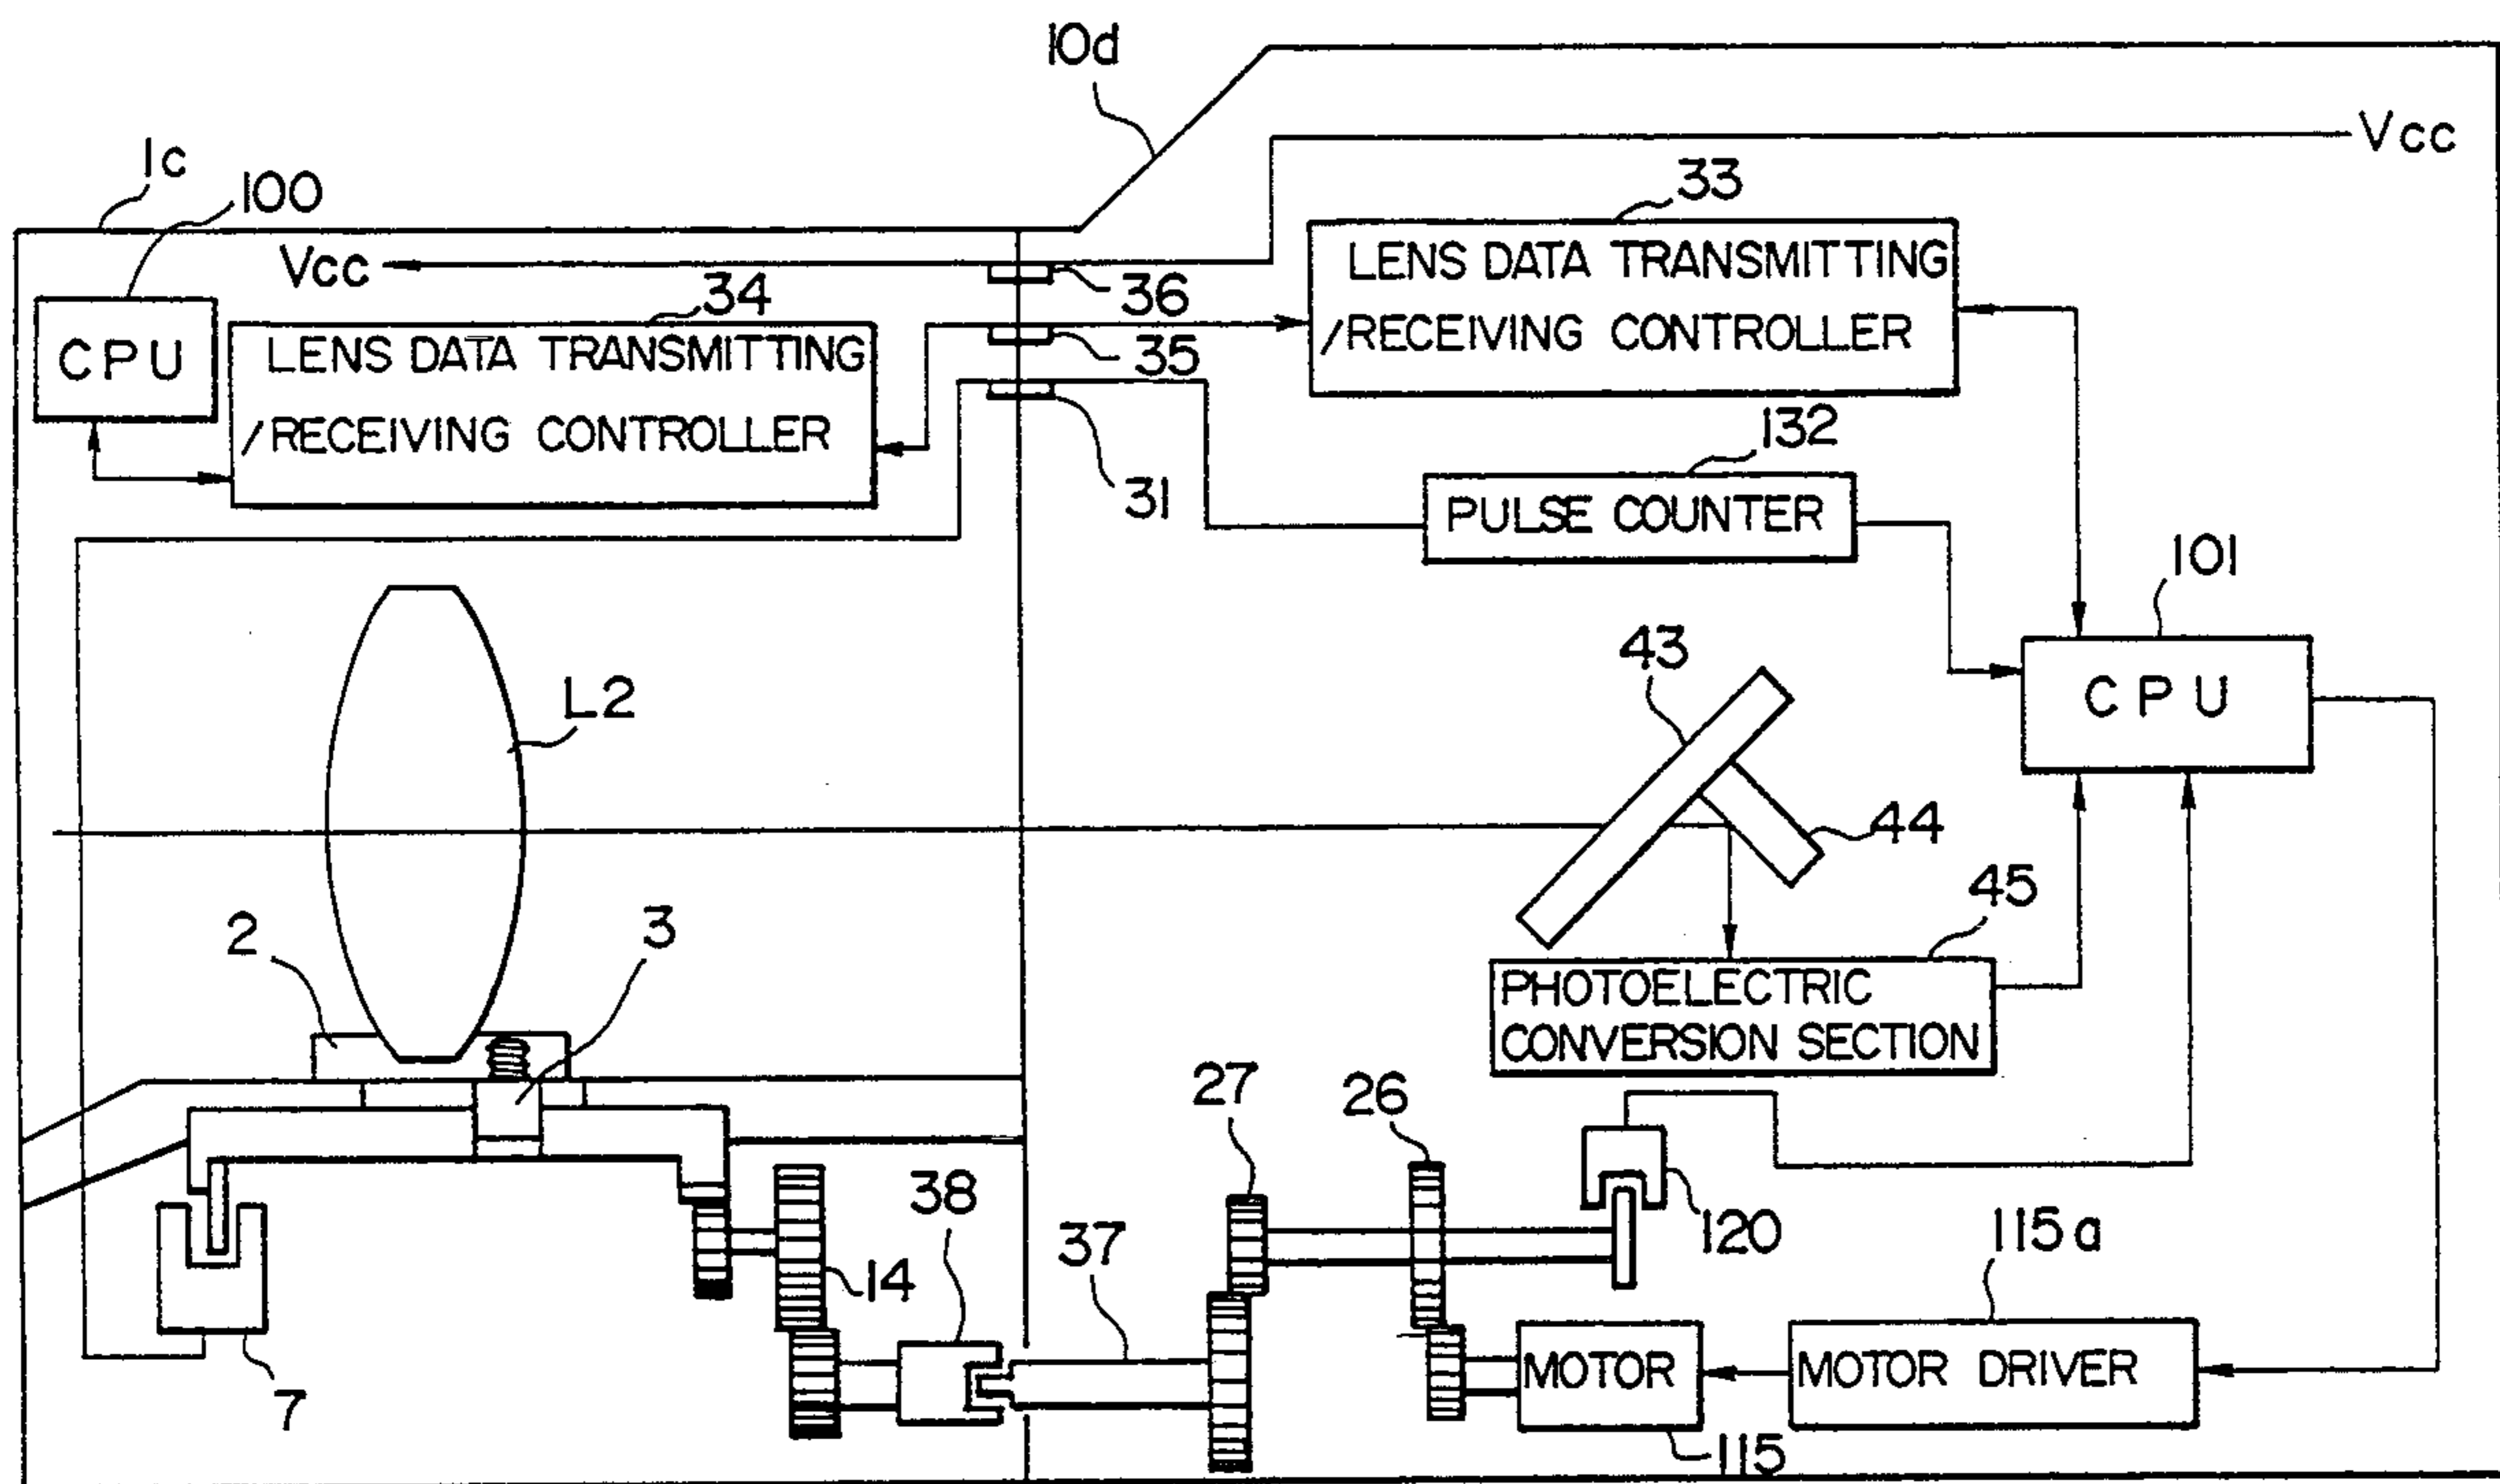 10d
Vcc
1c
100
33
Vcc
34
36
35
31
CPU
LENS DATA TRANSMITTING
/RECEIVING CONTROLLER
LENS DATA TRANSMITTING
/RECEIVING CONTROLLER
132
PULSE COUNTER
101
CPU
43
L2
44
45
2
3
PHOTOELECTRIC
CONVERSION SECTION
27
26
38
37
120
115a
14
7
MOTOR
MOTOR DRIVER
115